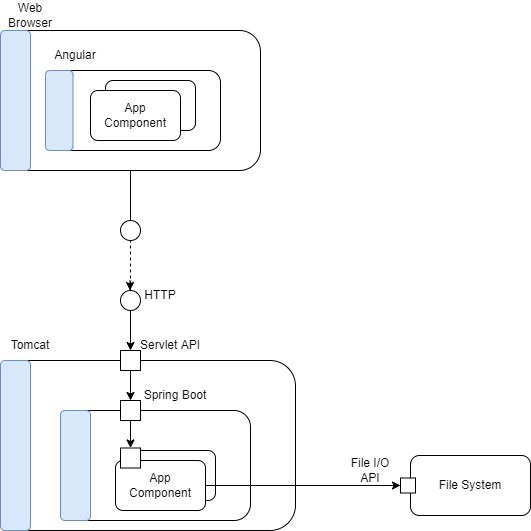 Web
Browser
Angular
App
Component
HTTP
Tomcat
Servlet API
Spring Boot
File I/O
API
App
Component
File System